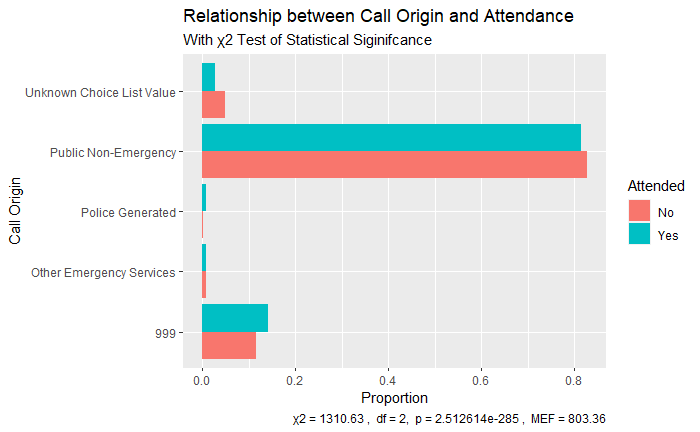 Relationship between Call Origin and Attendance
With χ2 Test of Statistical Siginifcance
Unknown Choice List Value
Public Non-Emergency
Police Generated
Other Emergency Services
999
Call Origin
0.0 0.2 0.4 0.6 0.8
Proportion
Attended
No
Yes
χ2 = 1310.63 , df = 2, p = 2.512614e-285 , MEF = 803.36